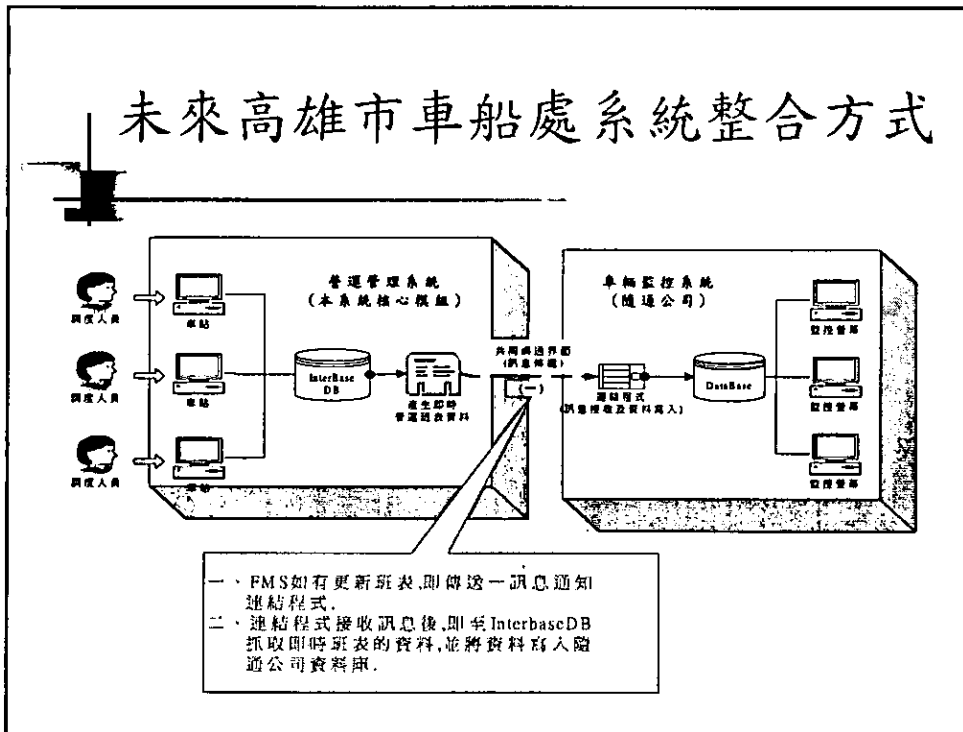 未來高雄市車船處系統整合方式
營運管理系統
(本系統核心模組)
車輛監控系統
(隨通公司)
調度人員
車站
調度人員
車站
調度人員
車站
InterBase
DB
產生即時
營運班表資料
共同溝通界面
(訊息傳遞)
(一)
連結程式
(訊息接收及資料寫入)
DataBase
監控螢幕
監控螢幕
監控螢幕
一、FMS如有更新班表,即傳送一訊息通知
連結程式.
二、連結程式接收訊息後,即至InterbaseDB
抓取即時班表的資料,並將資料寫入隨
通公司資料庫.